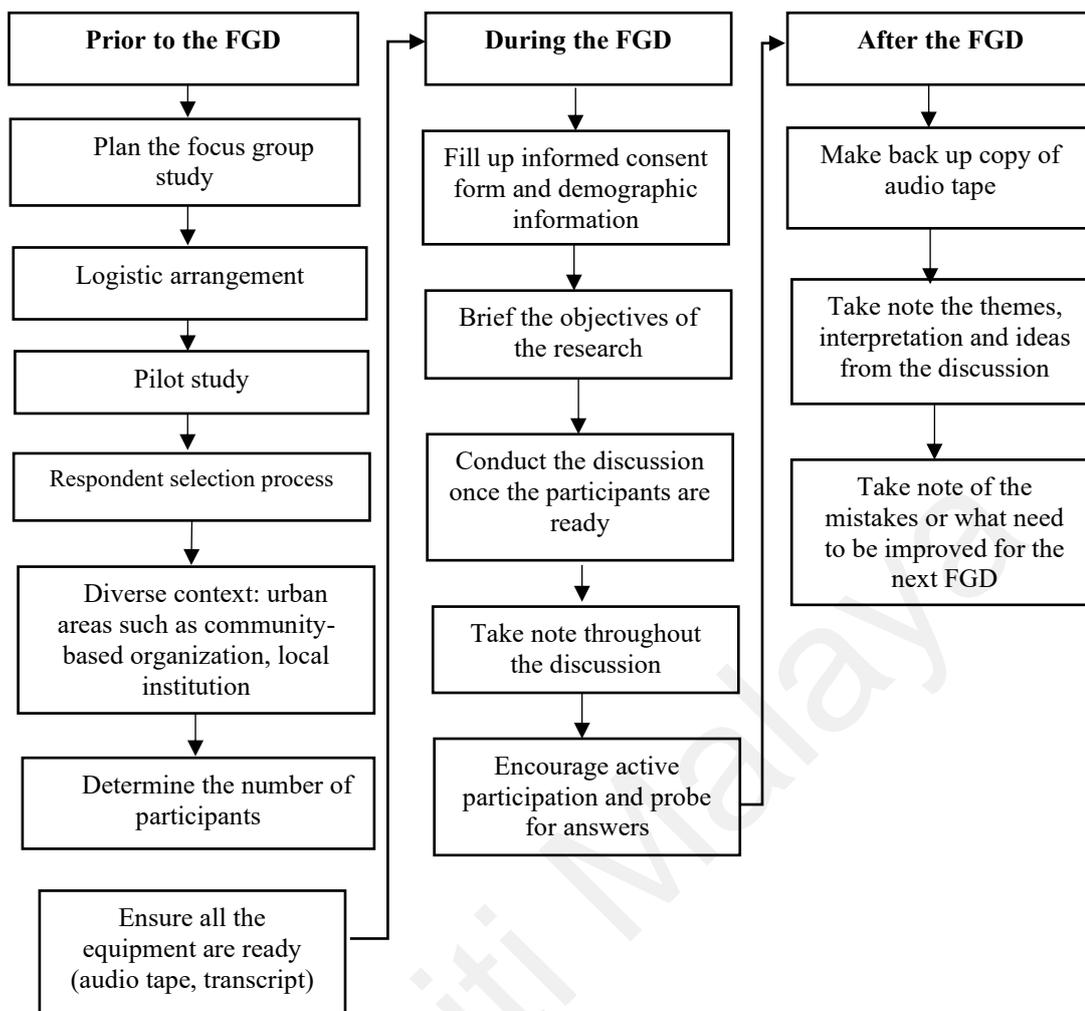 Prior to the FGD
Plan the focus group
study
Logistic arrangement
Pilot study
Respondent selection process
Diverse context: urban
areas such as community-
based organization, local
institution
Determine the number of
participants
Ensure all the
equipment are ready
(audio tape, transcript)
During the FGD
Fill up informed consent
form and demographic
information
Brief the objectives of
the research
Conduct the discussion
once the participants are
ready
Take note throughout
the discussion
Encourage active
participation and probe
for answers
After the FGD
Make back up copy of
audio tape
Take note the themes,
interpretation and ideas
from the discussion
Take note of the
mistakes or what need
to be improved for the
next FGD
Malaya